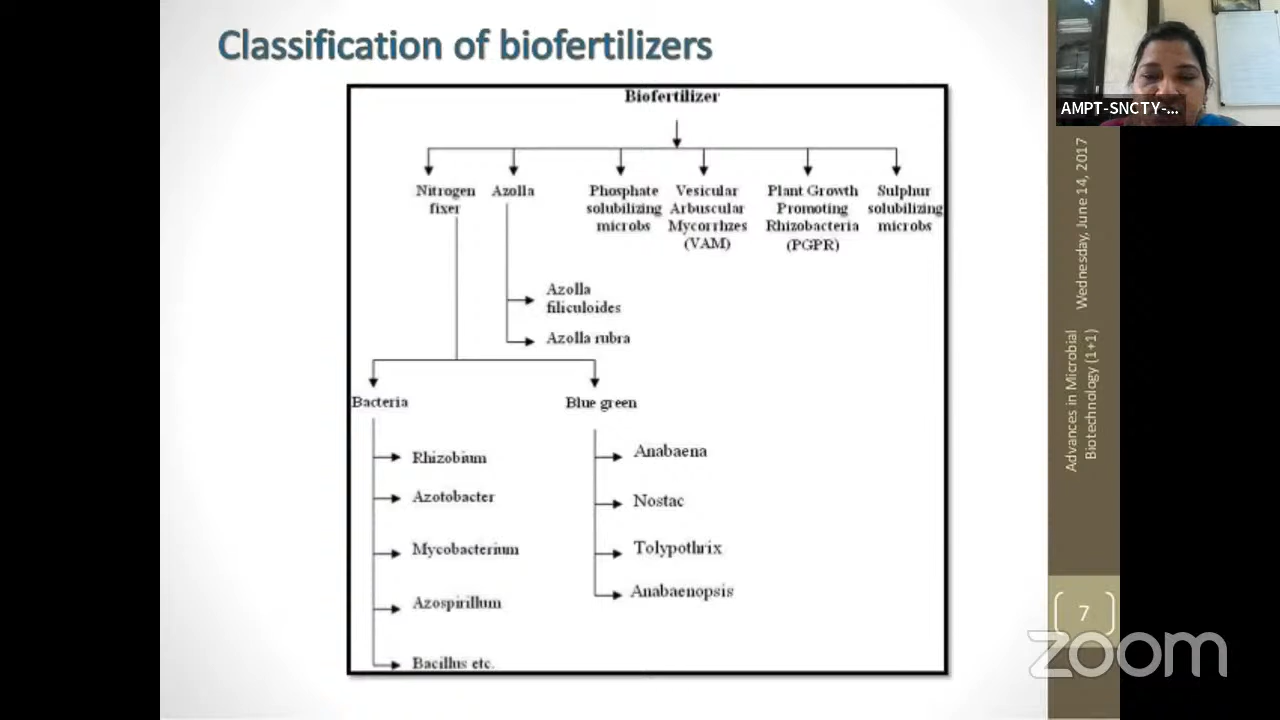 Classification of biofertilizers
AMPT-SNCTY-...
Biofertilizer
Nitrogen
fixer
Azolla
Phosphate
solubilizing
microbs
Vesicular
Arbuscular
Mycorrhzes
(VAM)
Plant Growth
Promoting
Rhizobacteria
(PGPR)
Sulphur
solubilizing
microbs
Azolla
filiculoides
Azolla rubra
Bacteria
Blue green
Rhizobium
Azotobacter
Mycobacterium
Azospirillum
Bacillus etc.
Anabaena
Nostac
Tolypothrix
Anabaenopsis
Wednesday, June 14, 2017
Advances in Microbial
Biotechnology (1+1)
7
zoom